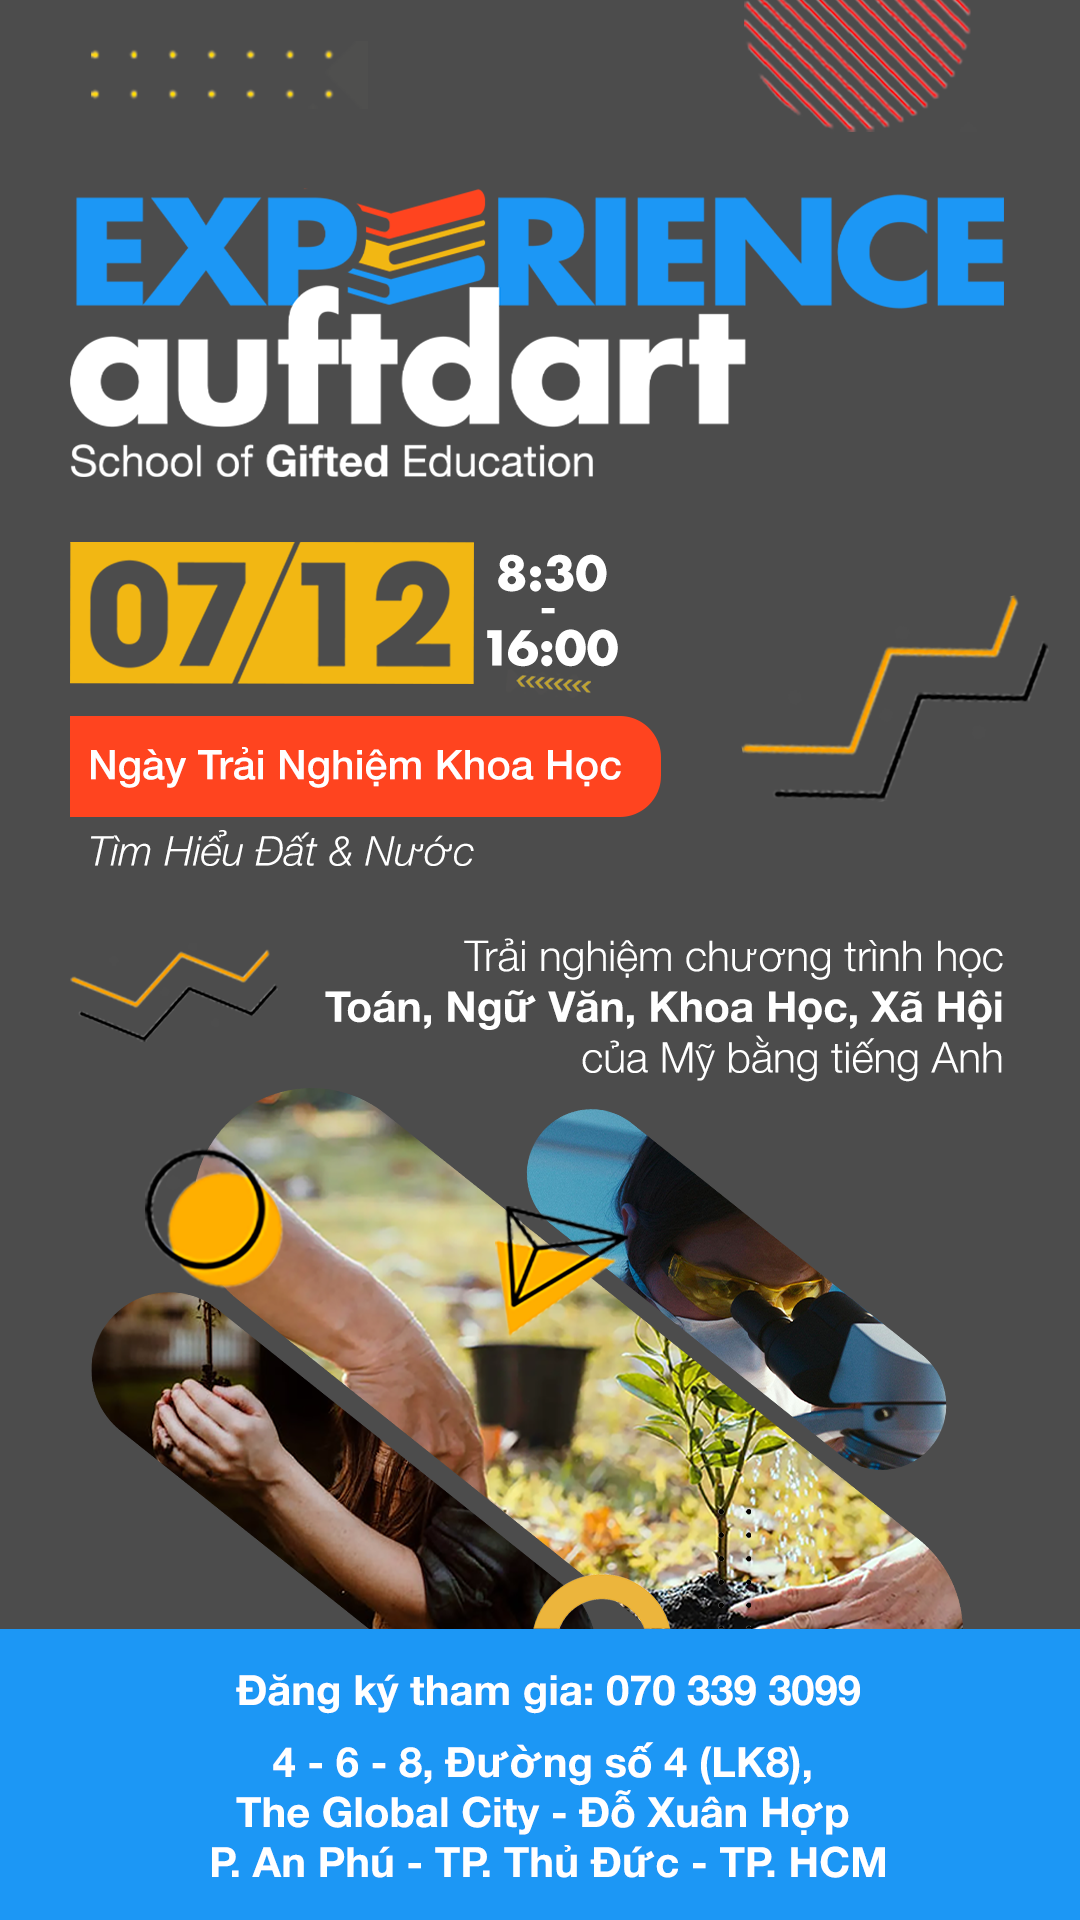 EXPERIENCE
auftdart
School of Gifted Education
07/12
8:30
-
16:00
Ngày Trải Nghiệm Khoa Học
Tìm Hiểu Đất & Nước
Trải nghiệm chương trình học
Toán, Ngữ Văn, Khoa Học, Xã Hội
của Mỹ bằng tiếng Anh
Đăng ký tham gia: 070 339 3099
4 - 6 - 8, Đường số 4 (LK8),
The Global City - Đỗ Xuân Hợp
P. An Phú - TP. Thủ Đức - TP. HCM